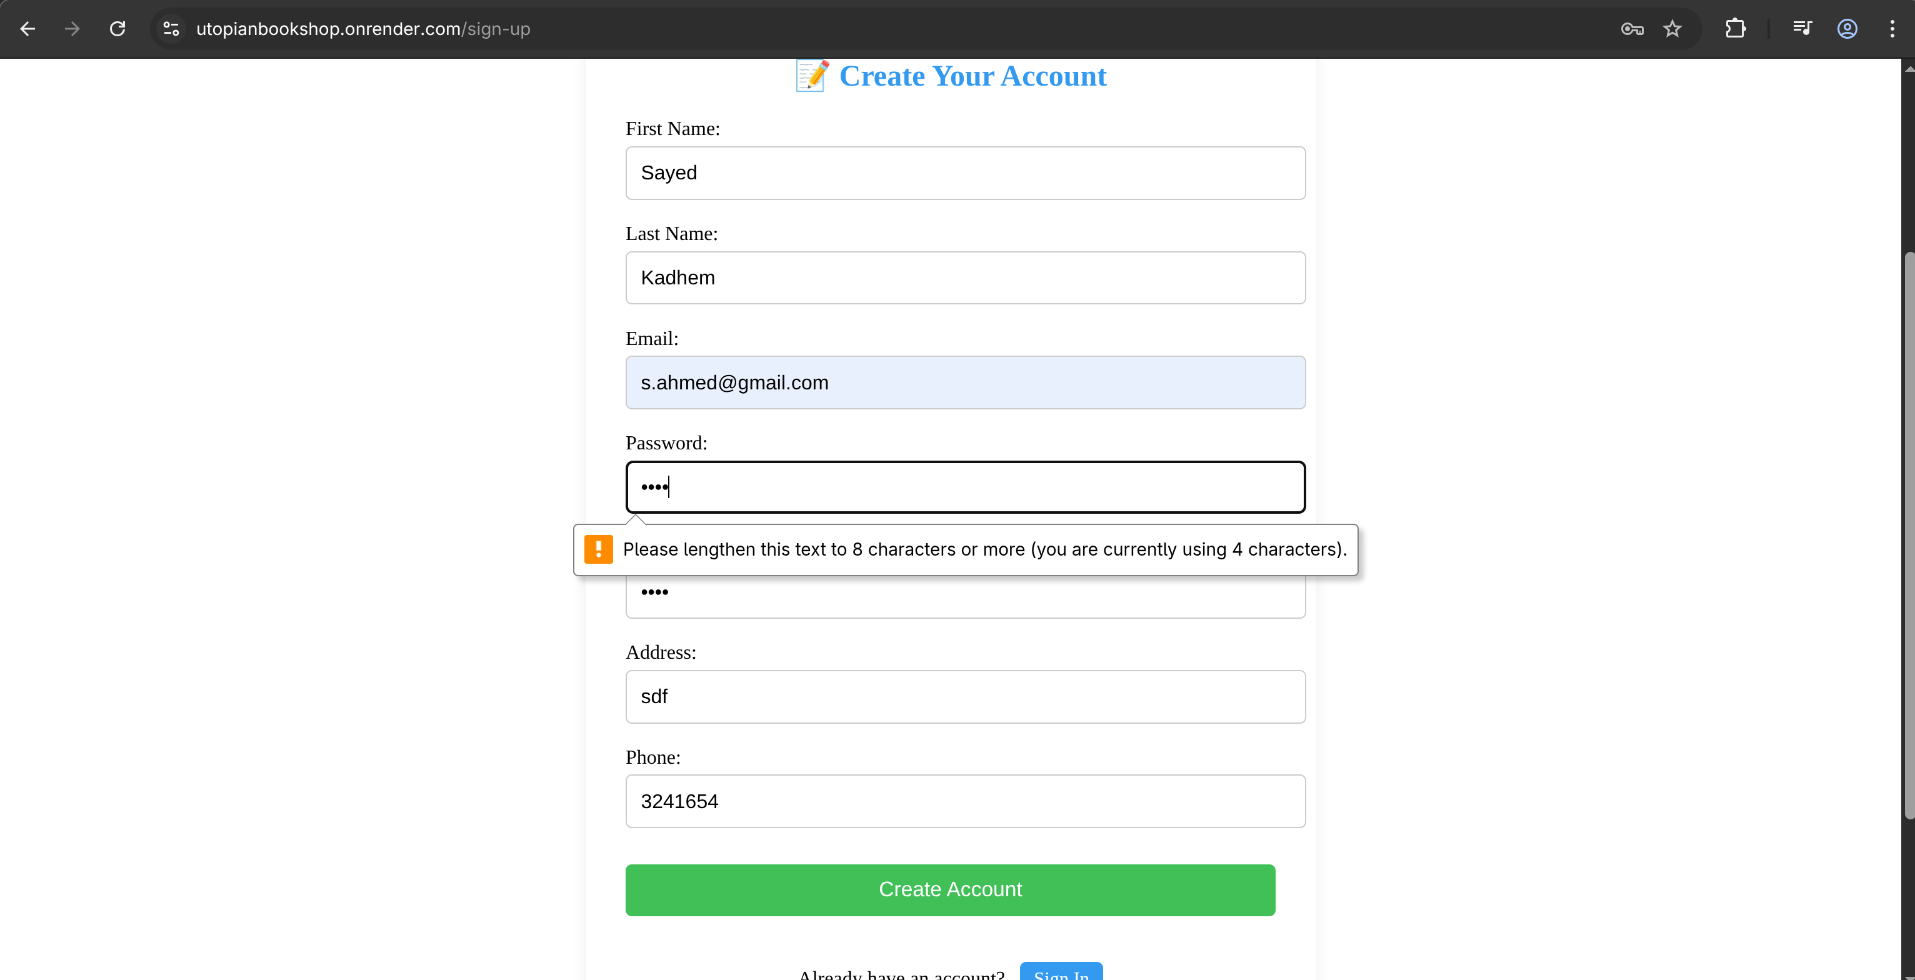 utopianbookshop.onrender.com/sign-up
📝 Create Your Account
First Name:
Sayed
Last Name:
Kadhem
Email:
s.ahmed@gmail.com
Password:
••••
Please lengthen this text to 8 characters or more (you are currently using 4 characters).
••••
Address:
sdf
Phone:
3241654
Create Account
Already have an account? Sign In